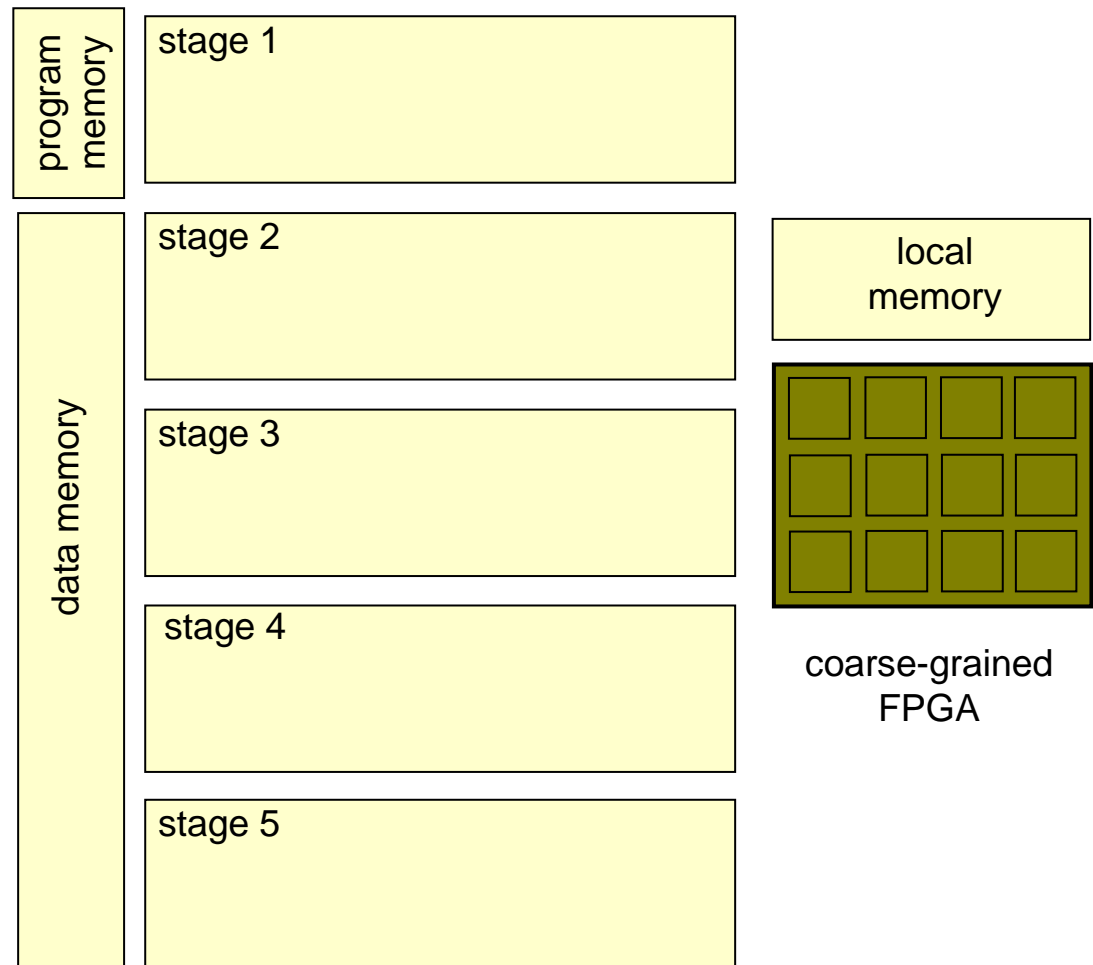 program
memory
stage 1
data memory
stage 2
stage 3
stage 4
stage 5
local
memory
coarse-grained
FPGA